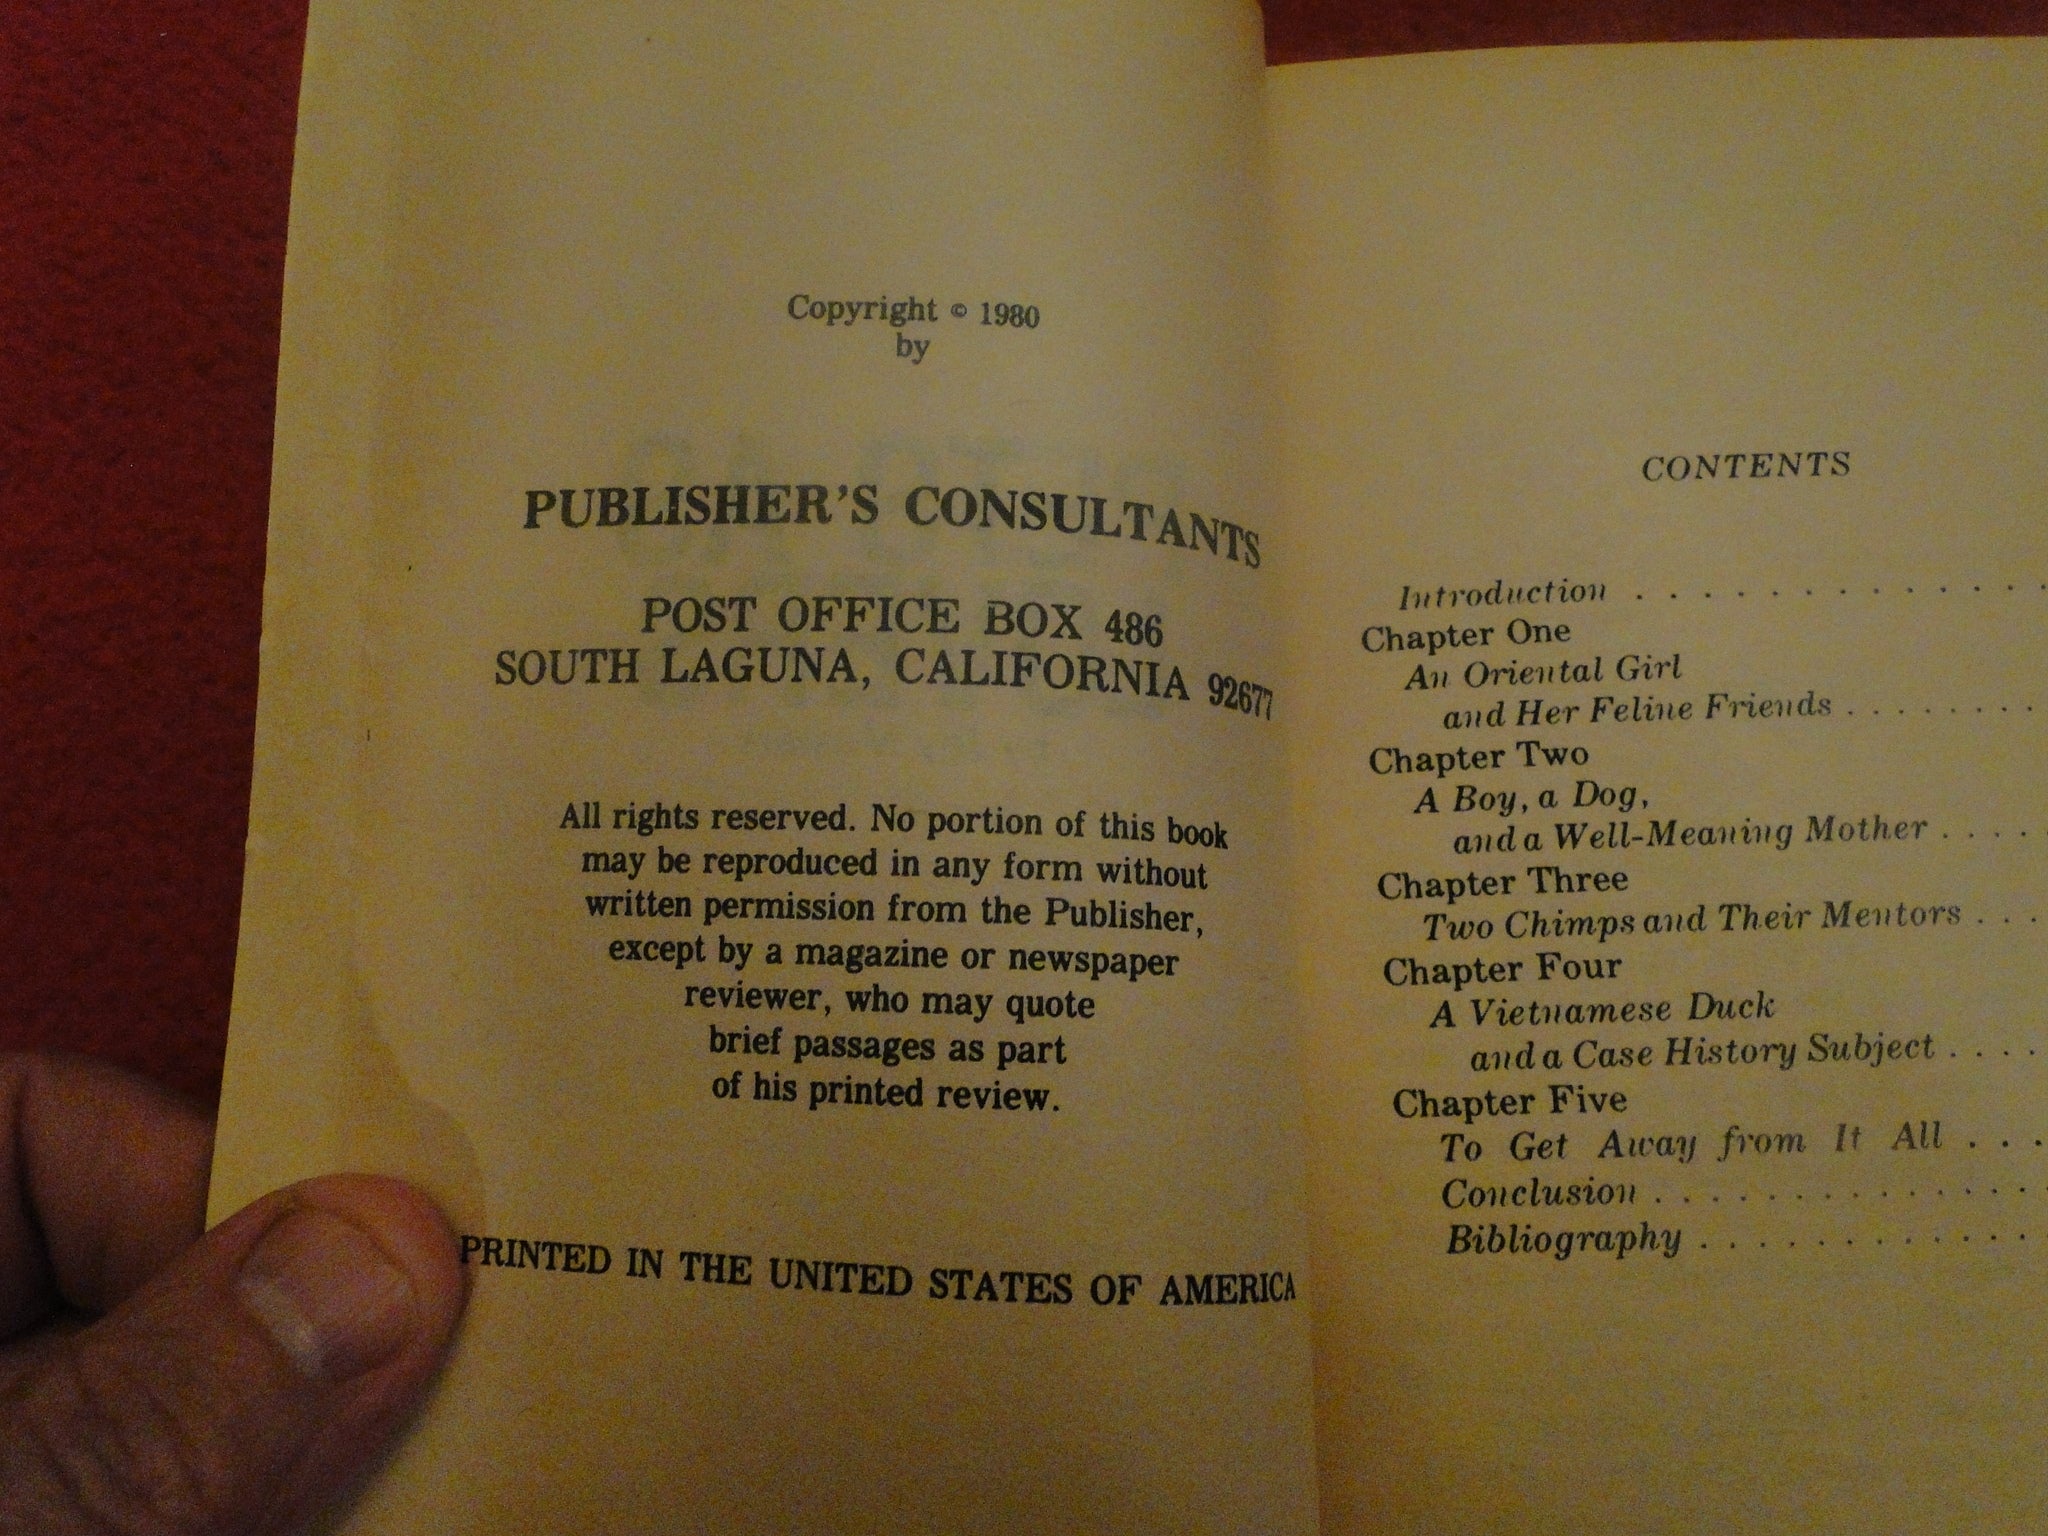 Copyright © 1980
by
PUBLISHER'S CONSULTANTS
POST OFFICE BOX 486
SOUTH LAGUNA, CALIFORNIA 92677
All rights reserved. No portion of this book
may be reproduced in any form without
written permission from the Publisher,
except by a magazine or newspaper
reviewer, who may quote
brief passages as part
of his printed review.
PRINTED IN THE UNITED STATES OF AMERICA
CONTENTS
Introduction . . . . . . . . . . . . .
Chapter One
An Oriental Girl
and Her Feline Friends . . . . . . . .
Chapter Two
A Boy, a Dog,
and a Well-Meaning Mother . . . . .
Chapter Three
Two Chimps and Their Mentors . . .
Chapter Four
A Vietnamese Duck
and a Case History Subject . . . .
Chapter Five
To Get Away from It All . . .
Conclusion . . . . . . . . . . . . .
Bibliography . . . . . . . . . . . .